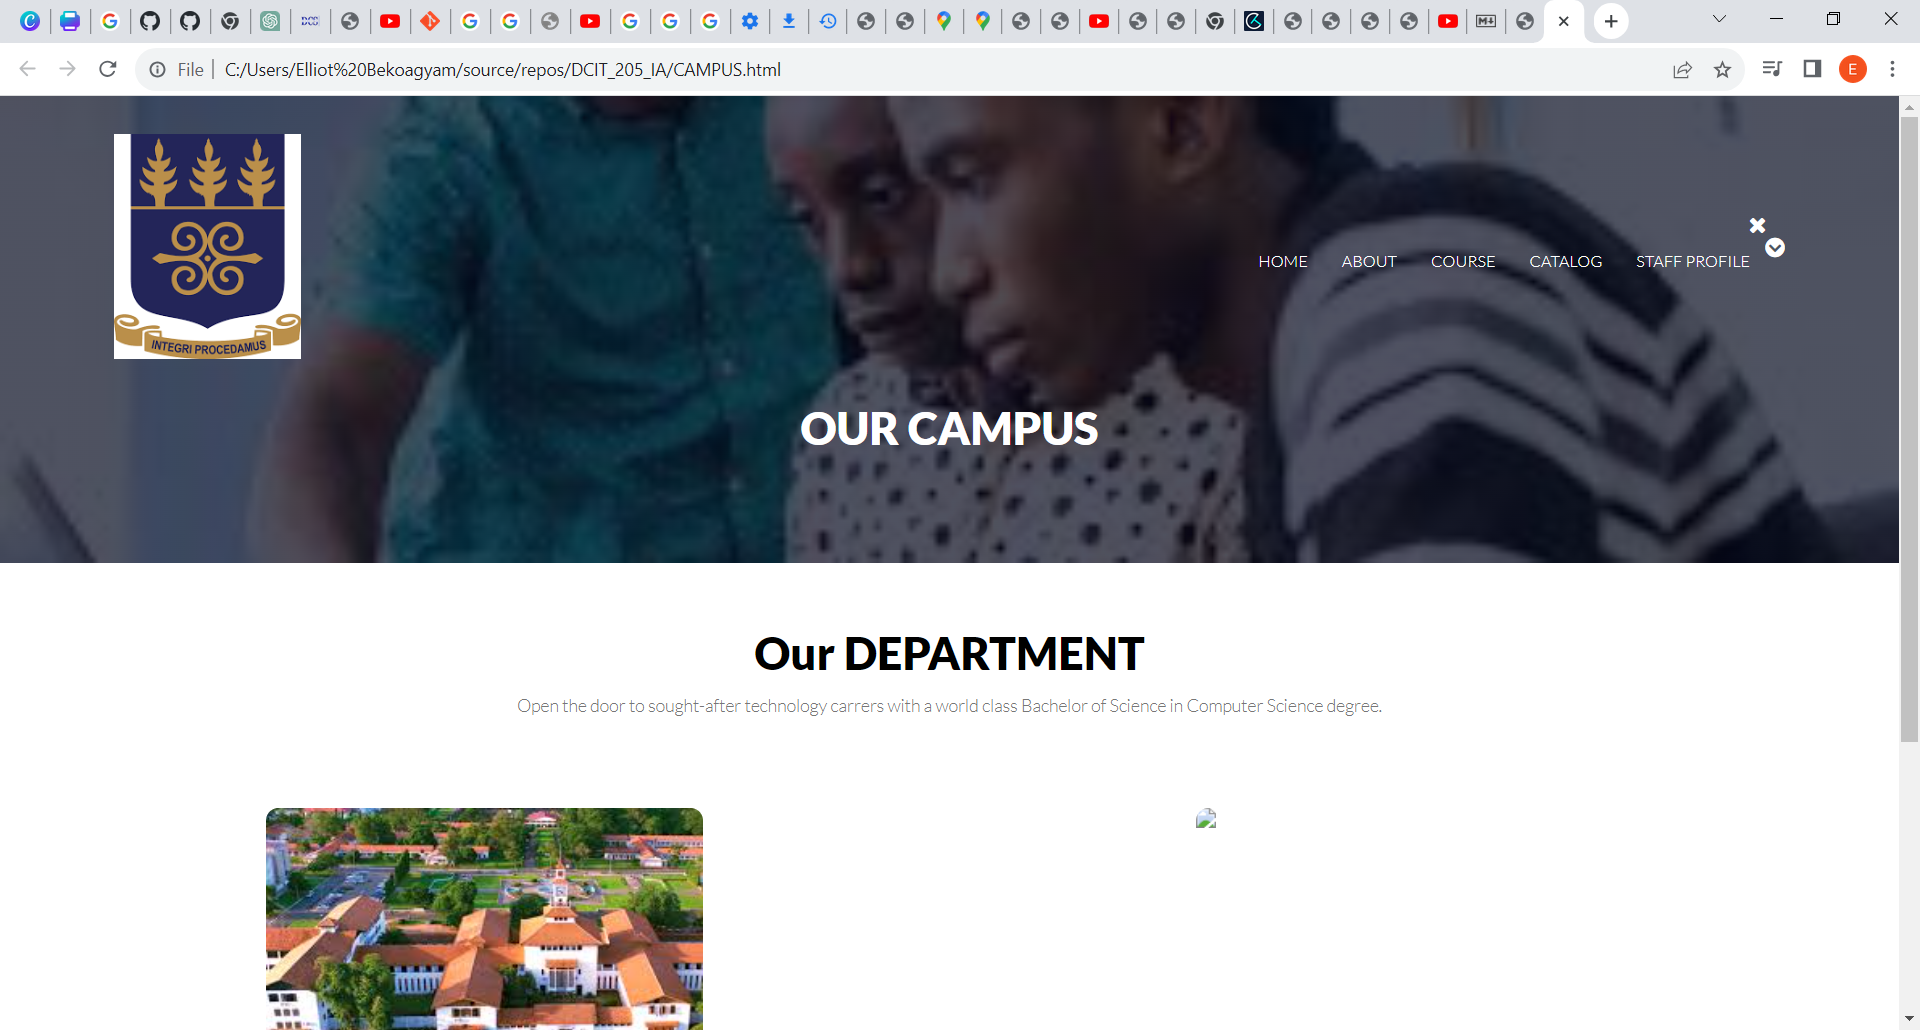 DCS
File
C:/Users/Elliot%20Bekoagyam/source/repos/DCIT_205_IA/CAMPUS.html
E
INTEGRI PROCEDAMUS
HOME ABOUT COURSE CATALOG STAFF PROFILE
OUR CAMPUS
Our DEPARTMENT
Open the door to sought-after technology carrers with a world class Bachelor of Science in Computer Science degree.